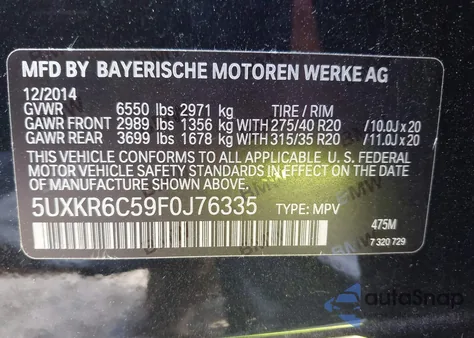 MFD BY BAYERISCHE MOTOREN WERKE AG
12/2014
GVWR 6550 lbs 2971 kg TIRE / RIM
GAWR FRONT 2989 lbs 1356 kg WITH 275/40 R20 /10.0J x 20
GAWR REAR 3699 lbs 1678 kg WITH 315/35 R20 /11.0J x 20
THIS VEHICLE CONFORMS TO ALL APPLICABLE U. S. FEDERAL
MOTOR VEHICLE SAFETY STANDARDS IN EFFECT ON THE
DATE OF MANUFACTURE SHOWN ABOVE.
5UXKR6C59F0J76335 TYPE: MPV
475M
7 320 729
autoSnap